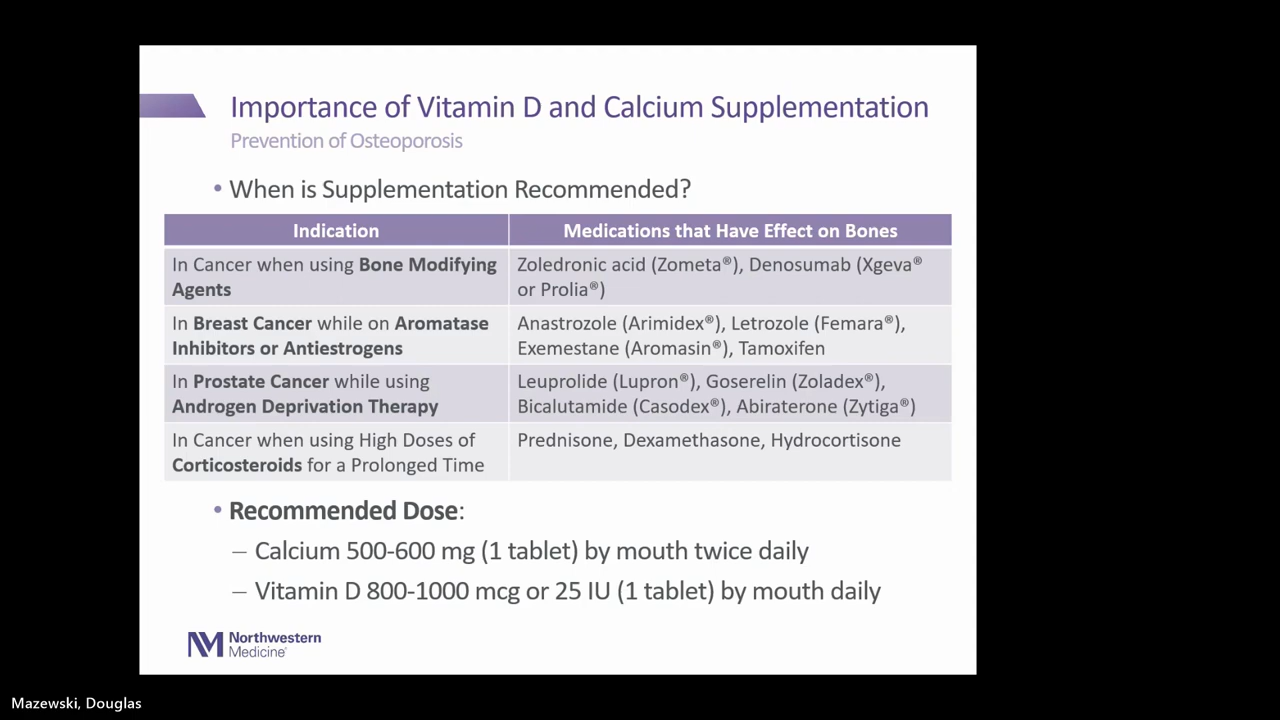 Importance of Vitamin D and Calcium Supplementation
Prevention of Osteoporosis
• When is Supplementation Recommended?
Indication
Medications that Have Effect on Bones
In Cancer when using Bone Modifying
Agents
Zoledronic acid (Zometa®), Denosumab (Xgeva®
or Prolia®)
In Breast Cancer while on Aromatase
Inhibitors or Antiestrogens
Anastrozole (Arimidex®), Letrozole (Femara®),
Exemestane (Aromasin®), Tamoxifen
In Prostate Cancer while using
Androgen Deprivation Therapy
Leuprolide (Lupron®), Goserelin (Zoladex®),
Bicalutamide (Casodex®), Abiraterone (Zytiga®)
In Cancer when using High Doses of
Corticosteroids for a Prolonged Time
Prednisone, Dexamethasone, Hydrocortisone
• Recommended Dose:
– Calcium 500-600 mg (1 tablet) by mouth twice daily
– Vitamin D 800-1000 mcg or 25 IU (1 tablet) by mouth daily
Northwestern
Medicine®
Mazewski, Douglas